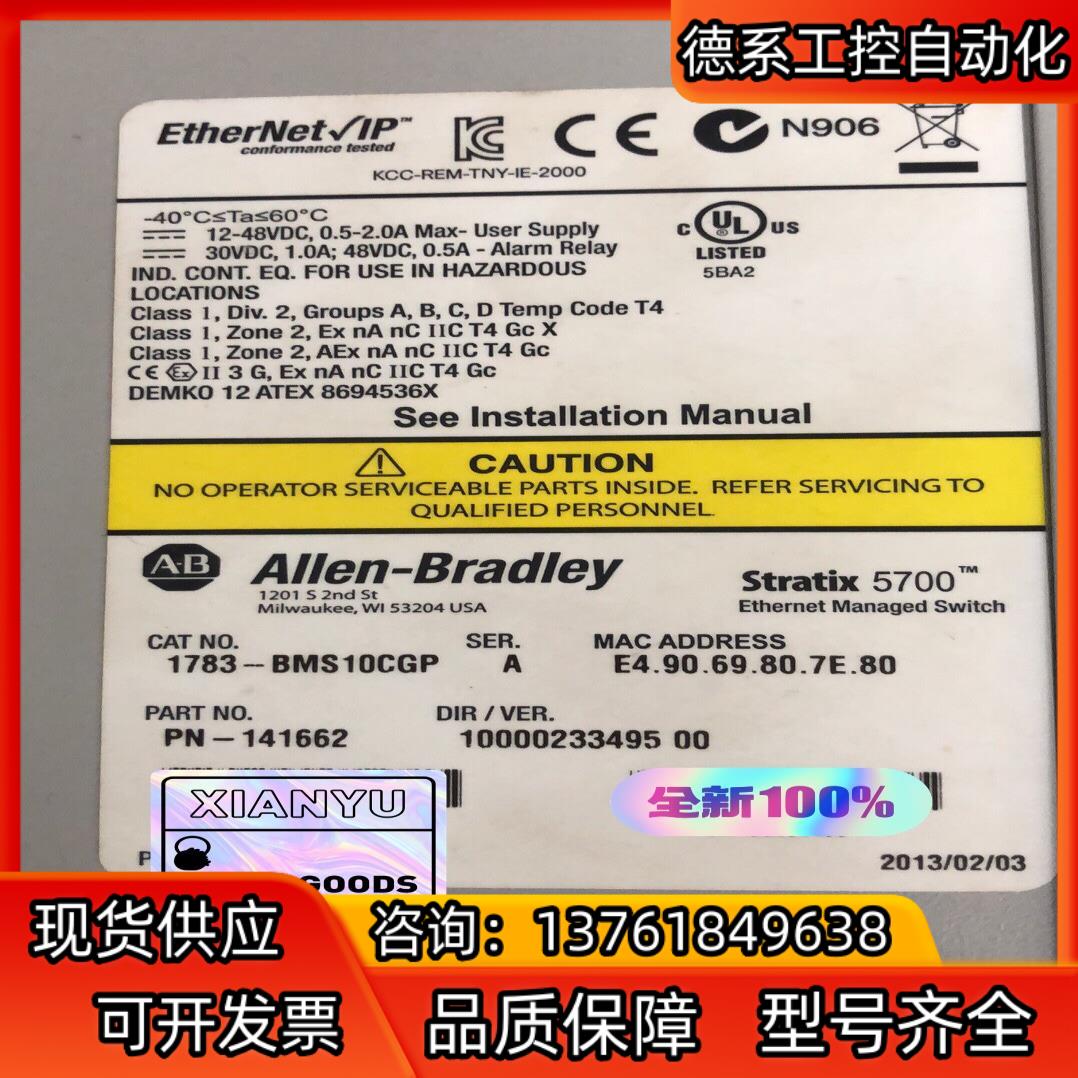 德系工控自动化
EtherNet/IP™
conformance tested
KCC-REM-TNY-IE-2000
CE
N906
-40°C≤Ta≤60°C
12-48VDC, 0.5-2.0A Max- User Supply
30VDC, 1.0A; 48VDC, 0.5A - Alarm Relay
IND. CONT. EQ. FOR USE IN HAZARDOUS
LOCATIONS
Class 1, Div. 2, Groups A, B, C, D Temp Code T4
Class 1, Zone 2, Ex nA nC IIC T4 Gc X
Class 1, Zone 2, AEx nA nC IIC T4 Gc
CE Ex II 3 G, Ex nA nC IIC T4 Gc
DEMKO 12 ATEX 8694536X
C UL US
LISTED
5BA2
See Installation Manual
CAUTION
NO OPERATOR SERVICEABLE PARTS INSIDE. REFER SERVICING TO
QUALIFIED PERSONNEL.
A-B Allen-Bradley
1201 S 2nd St
Milwaukee, WI 53204 USA
Stratix 5700™
Ethernet Managed Switch
CAT NO. SER. MAC ADDRESS
1783-BMS10CGP A E4.90.69.80.7E.80
PART NO. DIR / VER.
PN-141662 10000233495 00
XIANYU
GOODS
全新100%
2013/02/03
现货供应
咨询：13761849638
可开发票 品质保障 型号齐全